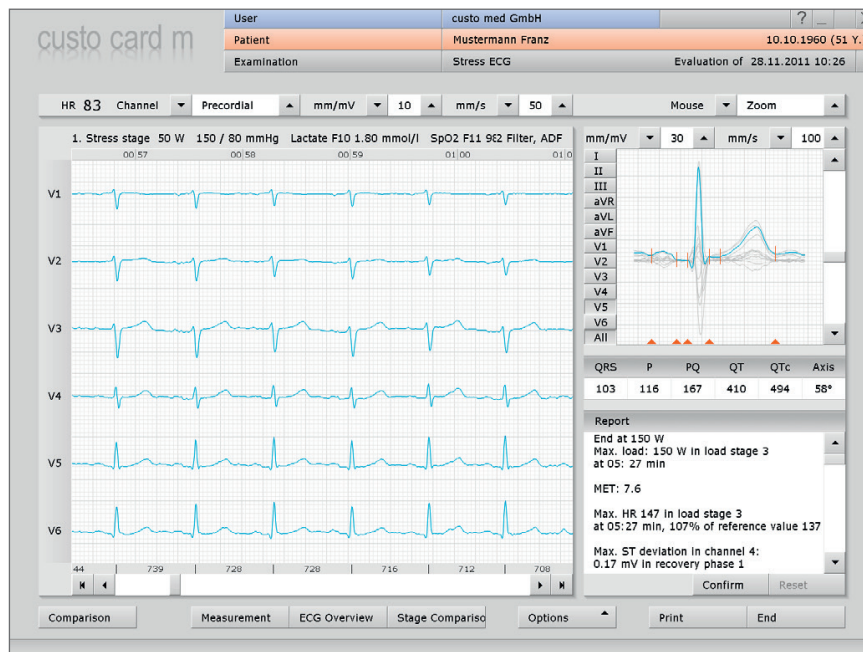 custo card m
User custo med GmbH ? _
Patient Mustermann Franz 10.10.1960 (51 Y.
Examination Stress ECG Evaluation of 28.11.2011 10:26
HR 83 Channel Precordial mm/mV 10 mm/s 50 Mouse Zoom
1. Stress stage 50 W 150 / 80 mmHg Lactate F10 1.80 mmol/l SpO2 F11 982 Filter, ADF
00:57 00:58 00:59 01:00 01:0
V1
V2
V3
V4
V5
V6
44 739 728 728 716 712 708
mm/mV 30 mm/s 100
I
II
III
aVR
aVL
aVF
V1
V2
V3
V4
V5
V6
All
QRS P PQ QT QTc Axis
103 116 167 410 494 58°
Report
End at 150 W
Max. load: 150 W in load stage 3
at 05: 27 min
MET: 7.6
Max. HR 147 in load stage 3
at 05:27 min, 107% of reference value 137
Max. ST deviation in channel 4:
0.17 mV in recovery phase 1
Confirm Reset
Comparison Measurement ECG Overview Stage Compariso Options Print End